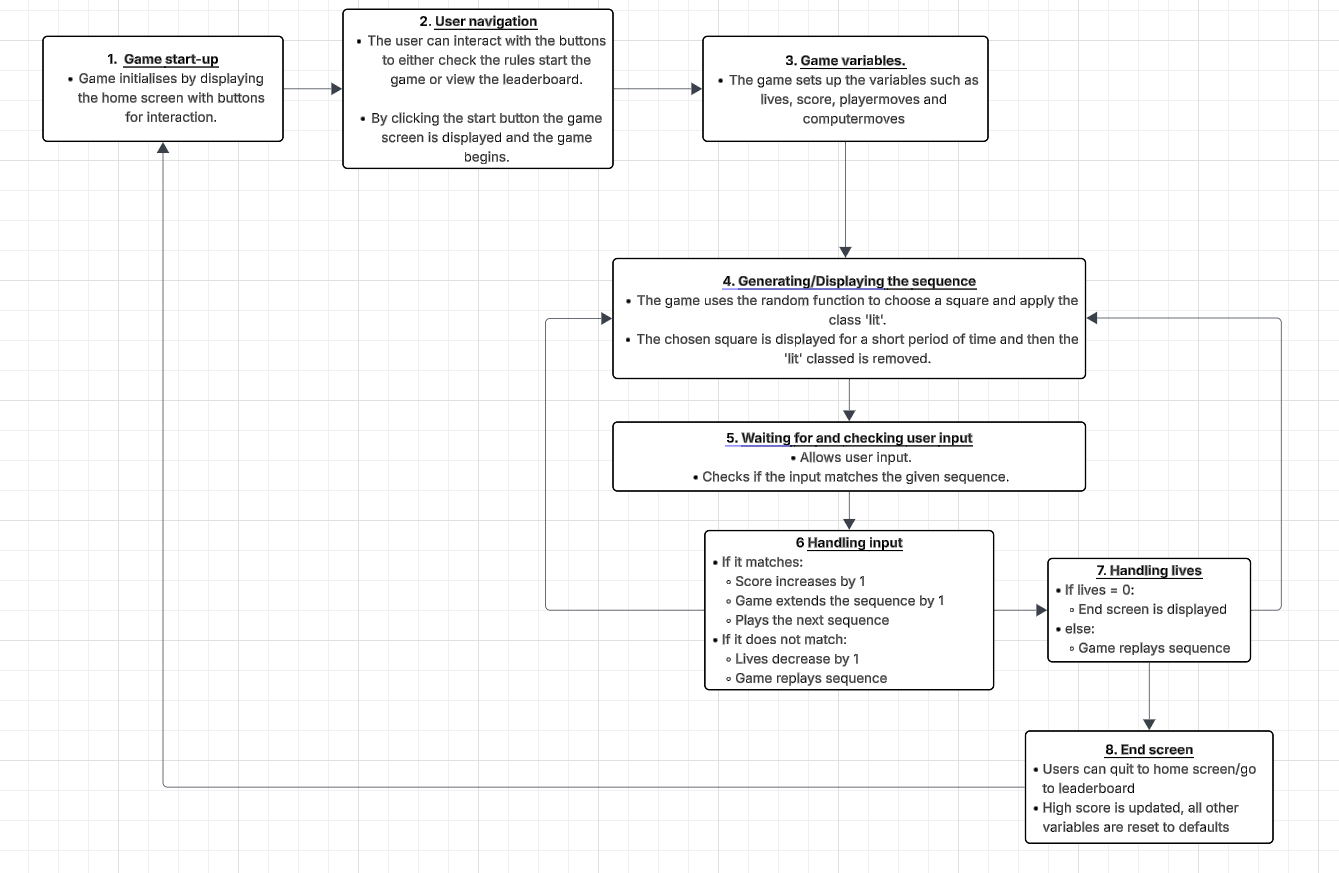 1. Game start-up
• Game initialises by displaying
the home screen with buttons
for interaction.
2. User navigation
• The user can interact with the buttons
to either check the rules start the
game or view the leaderboard.
• By clicking the start button the game
screen is displayed and the game
begins.
3. Game variables.
• The game sets up the variables such as
lives, score, playermoves and
computermoves
4. Generating/Displaying the sequence
• The game uses the random function to choose a square and apply the
class 'lit'.
• The chosen square is displayed for a short period of time and then the
'lit' classed is removed.
5. Waiting for and checking user input
• Allows user input.
• Checks if the input matches the given sequence.
6 Handling input
• If it matches:
◦ Score increases by 1
◦ Game extends the sequence by 1
◦ Plays the next sequence
• If it does not match:
◦ Lives decrease by 1
◦ Game replays sequence
7. Handling lives
• If lives = 0:
◦ End screen is displayed
• else:
◦ Game replays sequence
8. End screen
• Users can quit to home screen/go
to leaderboard
• High score is updated, all other
variables are reset to defaults